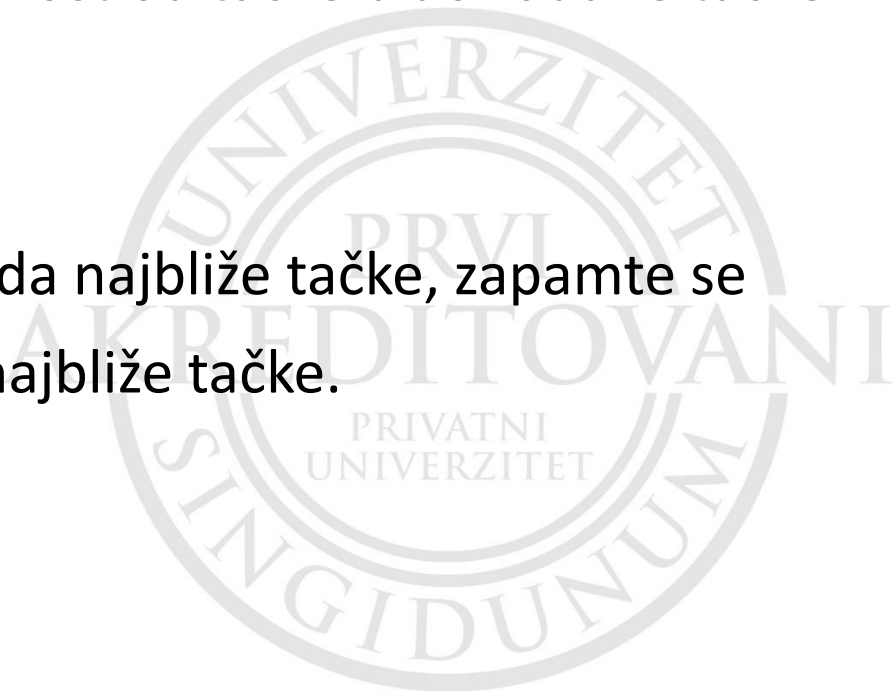 UNIVERZITET
PRVI
da najbliže tačke, zapamte se
AKREDITOVANI
najbliže tačke.
PRIVATNI
UNIVERZITET
SINGIDUNUM